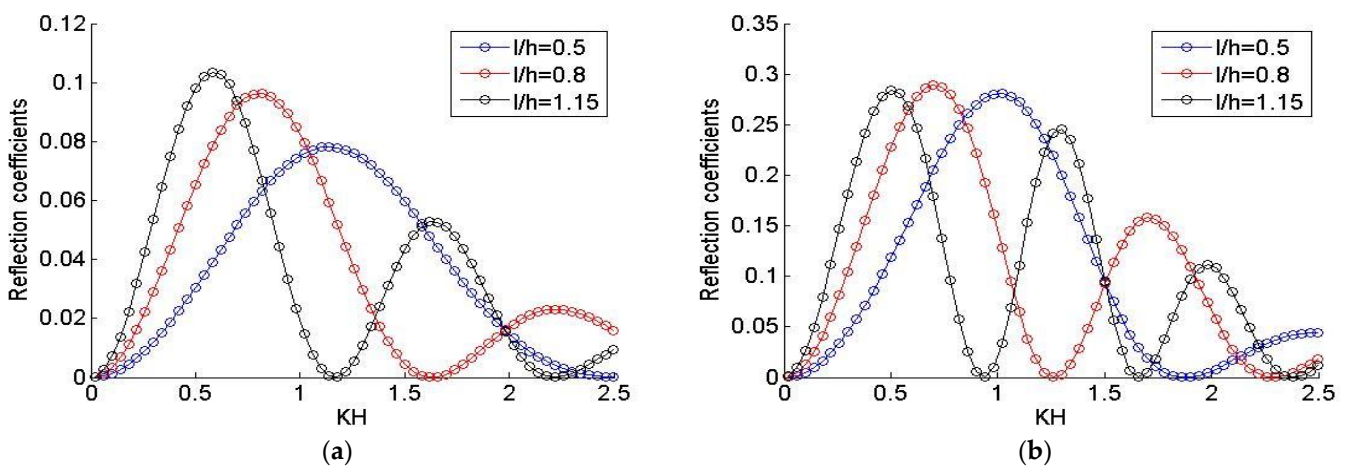 0.12
0.1
0.08
0.06
0.04
0.02
0
Reflection coefficients
0 0.5 1 1.5 2 2.5
KH
l/h=0.5
l/h=0.8
l/h=1.15
(a)
0.35
0.3
0.25
0.2
0.15
0.1
0.05
0
Reflection coefficients
0 0.5 1 1.5 2 2.5
KH
l/h=0.5
l/h=0.8
l/h=1.15
(b)